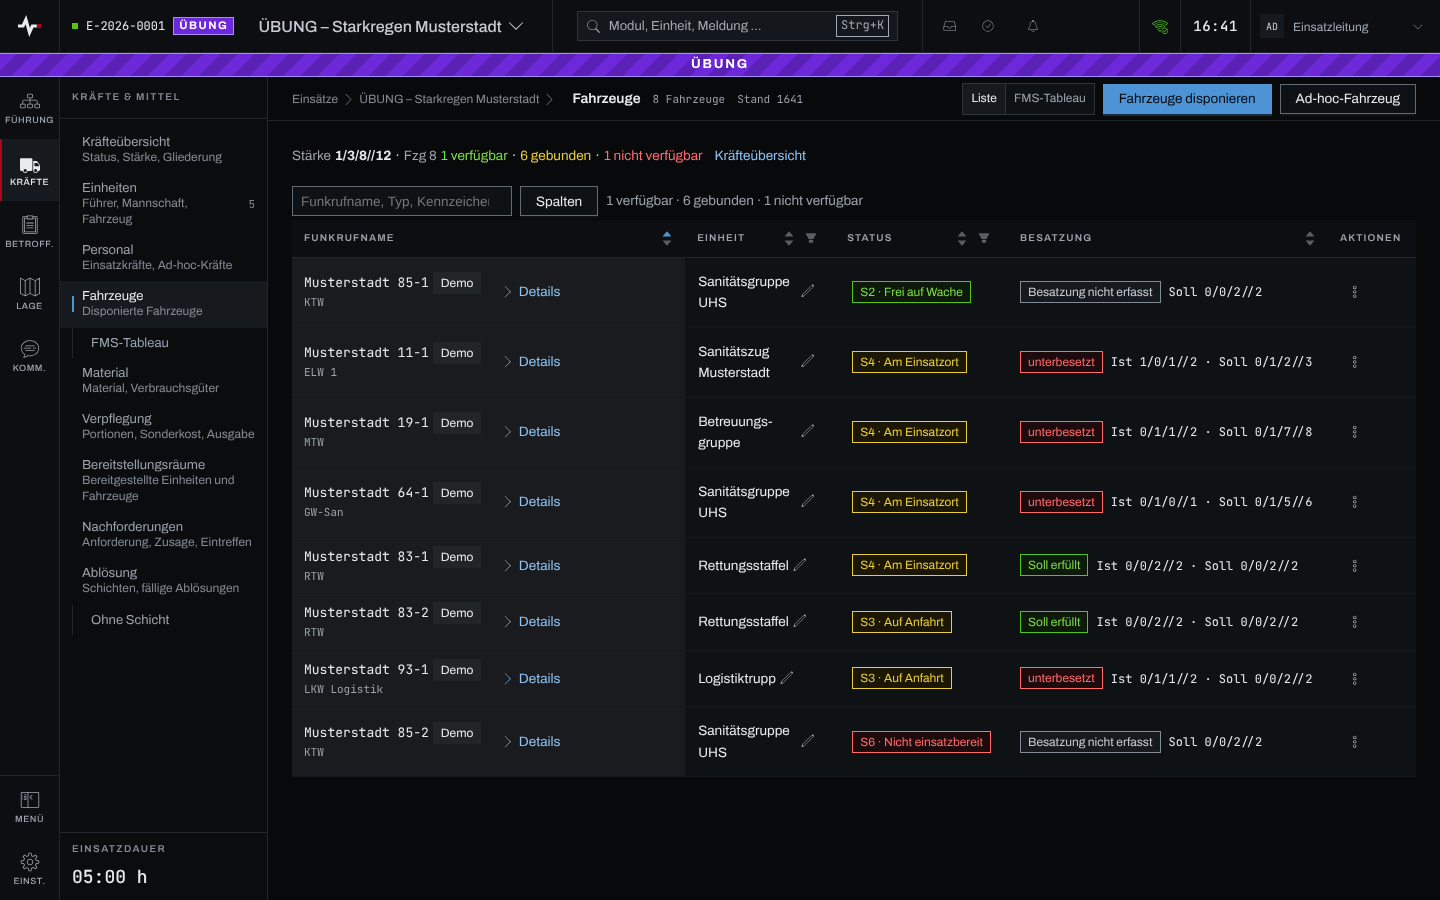 E-2026-0001 ÜBUNG ÜBUNG – Starkregen Musterstadt Modul, Einheit, Meldung ... Strg+K 16:41 AD Einsatzleitung
ÜBUNG
FÜHRUNG
KRÄFTE
BETROFF.
LAGE
KOMM.
MENÜ
EINST.
KRÄFTE & MITTEL
Kräfteübersicht
Status, Stärke, Gliederung
Einheiten
Führer, Mannschaft,
Fahrzeug
5
Personal
Einsatzkräfte, Ad-hoc-Kräfte
Fahrzeuge
Disponierte Fahrzeuge
FMS-Tableau
Material
Material, Verbrauchsgüter
Verpflegung
Portionen, Sonderkost, Ausgabe
Bereitstellungsräume
Bereitgestellte Einheiten und
Fahrzeuge
Nachforderungen
Anforderung, Zusage, Eintreffen
Ablösung
Schichten, fällige Ablösungen
Ohne Schicht
EINSATZDAUER
05:00 h
Einsätze ÜBUNG – Starkregen Musterstadt Fahrzeuge 8 Fahrzeuge Stand 1641 Liste FMS-Tableau Fahrzeuge disponieren Ad-hoc-Fahrzeug
Stärke 1/3/8//12 · Fzg 8 1 verfügbar · 6 gebunden · 1 nicht verfügbar Kräfteübersicht
Funkrufname, Typ, Kennzeichen Spalten 1 verfügbar · 6 gebunden · 1 nicht verfügbar
FUNKRUFNAME EINHEIT STATUS BESATZUNG AKTIONEN
Musterstadt 85-1 Demo
KTW
Details
Sanitätsgruppe
UHS
S2 · Frei auf Wache
Besatzung nicht erfasst Soll 0/0/2//2
Musterstadt 11-1 Demo
ELW 1
Details
Sanitätszug
Musterstadt
S4 · Am Einsatzort
unterbesetzt Ist 1/0/1//2 · Soll 0/1/2//3
Musterstadt 19-1 Demo
MTW
Details
Betreuungs-
gruppe
S4 · Am Einsatzort
unterbesetzt Ist 0/1/1//2 · Soll 0/1/7//8
Musterstadt 64-1 Demo
GW-San
Details
Sanitätsgruppe
UHS
S4 · Am Einsatzort
unterbesetzt Ist 0/1/0//1 · Soll 0/1/5//6
Musterstadt 83-1 Demo
RTW
Details
Rettungsstaffel
S4 · Am Einsatzort
Soll erfüllt Ist 0/0/2//2 · Soll 0/0/2//2
Musterstadt 83-2 Demo
RTW
Details
Rettungsstaffel
S3 · Auf Anfahrt
Soll erfüllt Ist 0/0/2//2 · Soll 0/0/2//2
Musterstadt 93-1 Demo
LKW Logistik
Details
Logistiktrupp
S3 · Auf Anfahrt
unterbesetzt Ist 0/1/1//2 · Soll 0/0/2//2
Musterstadt 85-2 Demo
KTW
Details
Sanitätsgruppe
UHS
S6 · Nicht einsatzbereit
Besatzung nicht erfasst Soll 0/0/2//2